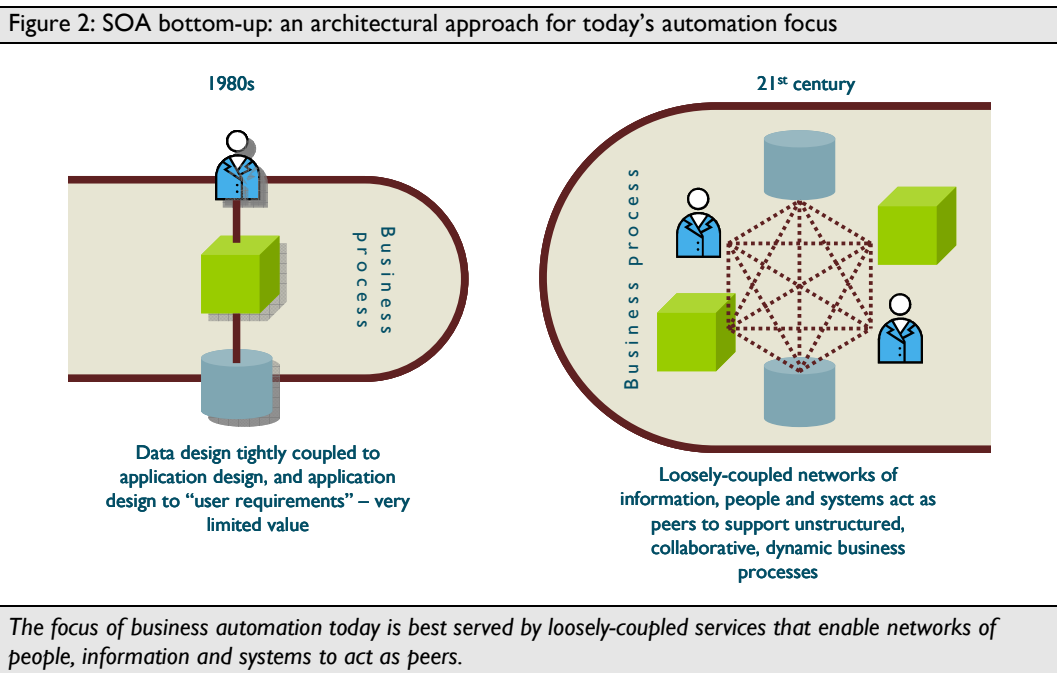 Figure 2: SOA bottom-up: an architectural approach for today’s automation focus
1980s
Business
process
Data design tightly coupled to
application design, and application
design to “user requirements” – very
limited value
21st century
Business process
Loosely-coupled networks of
information, people and systems act as
peers to support unstructured,
collaborative, dynamic business
processes
The focus of business automation today is best served by loosely-coupled services that enable networks of
people, information and systems to act as peers.